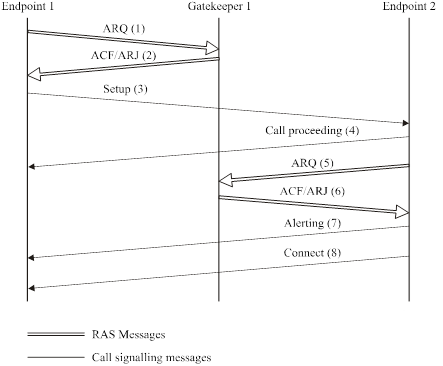 Endpoint 1
Gatekeeper 1
Endpoint 2
ARQ (1)
ACF/ARJ (2)
Setup (3)
Call proceeding (4)
ARQ (5)
ACF/ARJ (6)
Alerting (7)
Connect (8)
RAS Messages
Call signalling messages